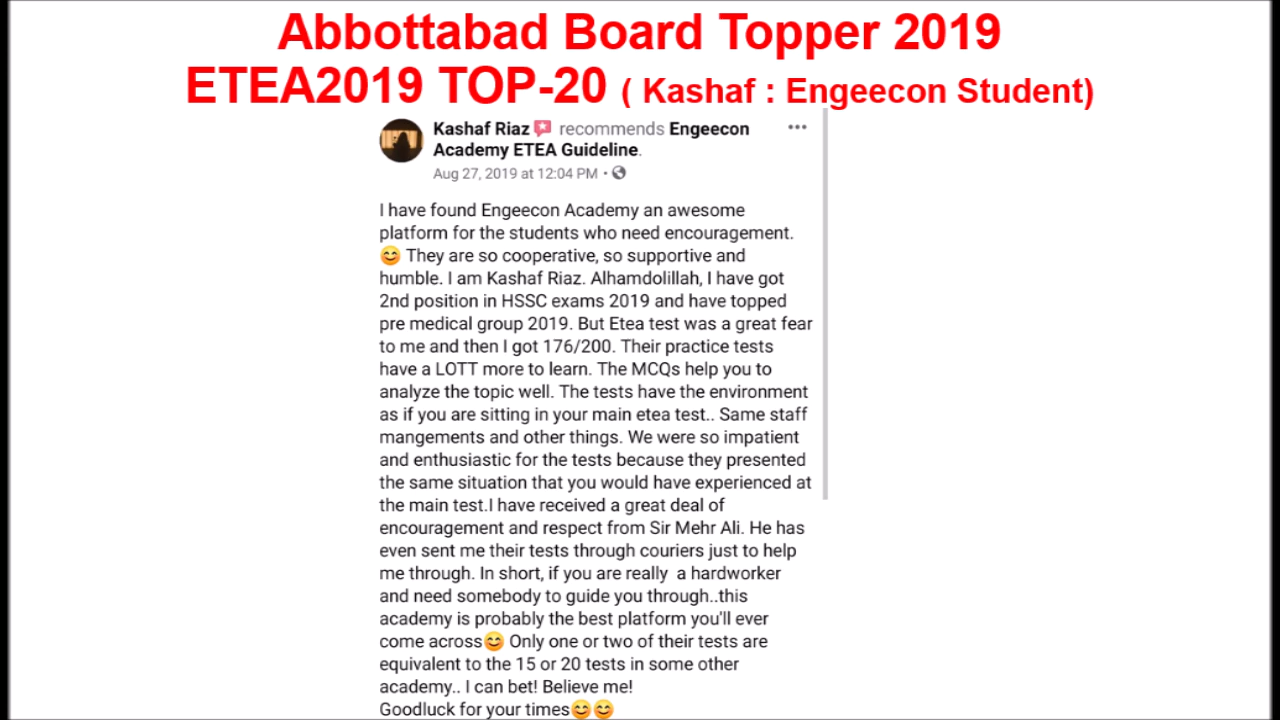 Abbottabad Board Topper 2019
ETEA2019 TOP-20 ( Kashaf : Engeecon Student)
Kashaf Riaz recommends Engeecon
Academy ETEA Guideline.
Aug 27, 2019 at 12:04 PM •
I have found Engeecon Academy an awesome
platform for the students who need encouragement.
😊 They are so cooperative, so supportive and
humble. I am Kashaf Riaz. Alhamdolillah, I have got
2nd position in HSSC exams 2019 and have topped
pre medical group 2019. But Etea test was a great fear
to me and then I got 176/200. Their practice tests
have a LOTT more to learn. The MCQs help you to
analyze the topic well. The tests have the environment
as if you are sitting in your main etea test.. Same staff
mangements and other things. We were so impatient
and enthusiastic for the tests because they presented
the same situation that you would have experienced at
the main test.I have received a great deal of
encouragement and respect from Sir Mehr Ali. He has
even sent me their tests through couriers just to help
me through. In short, if you are really a hardworker
and need somebody to guide you through..this
academy is probably the best platform you'll ever
come across😊 Only one or two of their tests are
equivalent to the 15 or 20 tests in some other
academy.. I can bet! Believe me!
Goodluck for your times😊😊